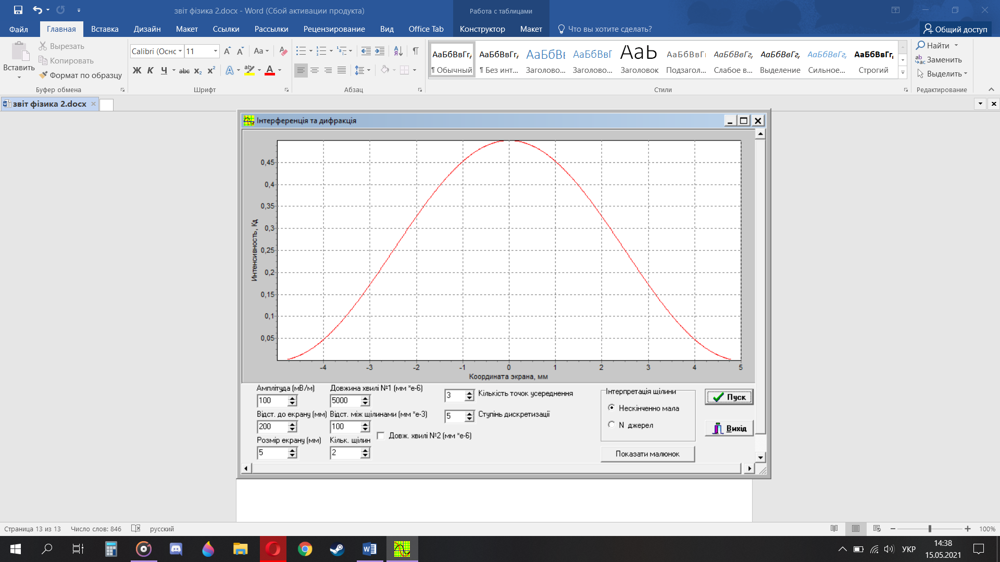 звіт фізика 2.docx - Word (Сбой активации продукта)
Работа с таблицами
Файл Главная Вставка Дизайн Макет Ссылки Рассылки Рецензирование Вид Office Tab Конструктор Макет Что вы хотите сделать? Общий доступ
Вставить
Вырезать
Копировать
Формат по образцу
Буфер обмена
Calibri (Оснс 11
Aa
Ж К Ч abc x₂ x²
Шрифт
Абзац
АаБбВвГг, АаБбВвГг, АаБбВв АаБбВвГ АаБ АаБбВвГ АаБбВвГг, АаБбВвГг, АаБбВвГг, АаБбВвГг,
¶ Обычный ¶ Без инт... Заголово... Заголово... Заголовок Подзагол... Слабое в... Выделение Сильное... Строгий
Стили
Найти
Заменить
Выделить
Редактирование
звіт фізика 2.docx
Інтерференція та дифракція
Интенсивность, Кд
0,45
0,4
0,35
0,3
0,25
0,2
0,15
0,1
0,05
-4 -3 -2 -1 0 1 2 3 4 5
Координата экрана, мм
Амплітуда (мВ/м)
100
Відст. до екрану (мм)
200
Розмір екрану (мм)
5
Довжина хвилі №1 (мм *е-6)
5000
Відст. між щілинами (мм *е-3)
100
Кільк. щілин
2
Довж. хвилі №2 (мм *е-6)
3 Кількість точок усереднення
5 Ступінь дискретизації
Інтерпретація щілини
Нескінченно мала
N джерел
Показати малюнок
Пуск
Вихід
Страница 13 из 13 Число слов: 846 русский 100%
УКР
14:38
15.05.2021